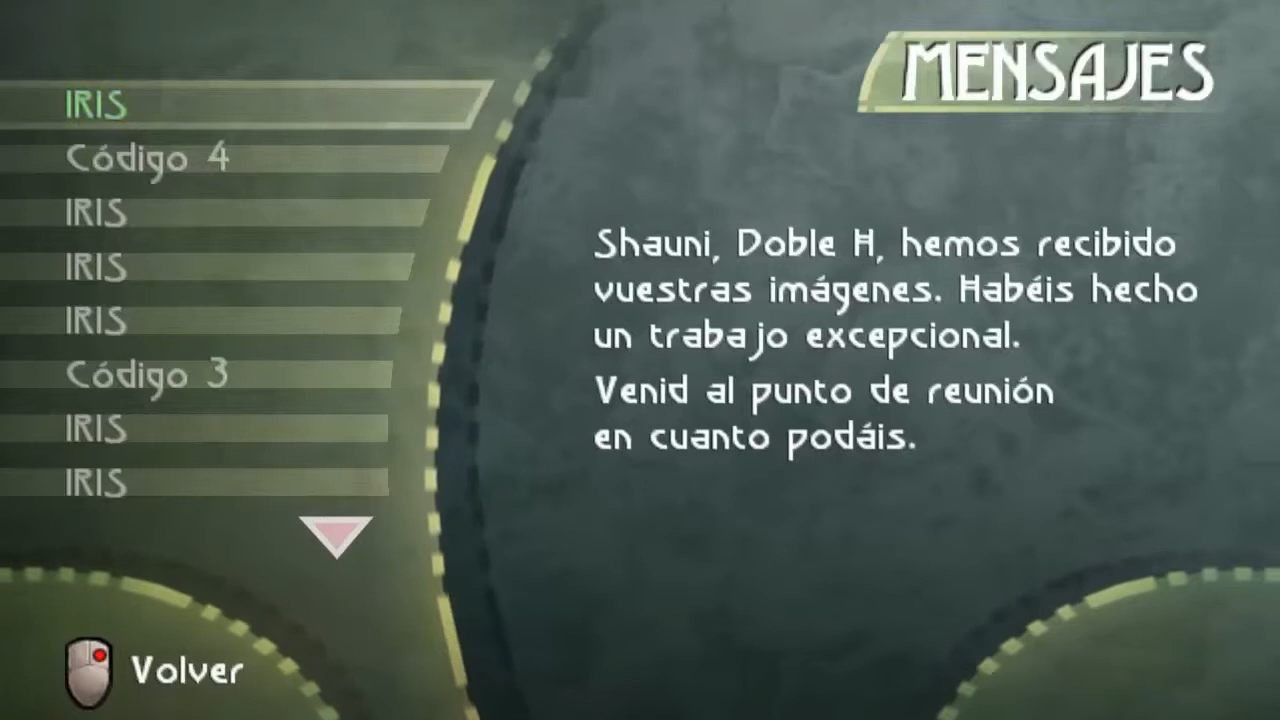 MENSAJES
IRIS
Código 4
IRIS
IRIS
IRIS
Código 3
IRIS
IRIS
Shauni, Doble H, hemos recibido
vuestras imágenes. Habéis hecho
un trabajo excepcional.
Venid al punto de reunión
en cuanto podáis.
Volver